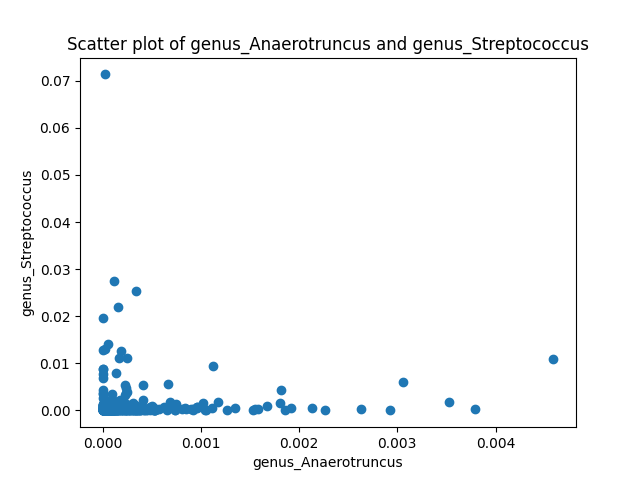 Scatter plot of genus_Anaerotruncus and genus_Streptococcus
0.07
0.06
0.05
0.04
0.03
0.02
0.01
0.00
genus_Streptococcus
0.000 0.001 0.002 0.003 0.004
genus_Anaerotruncus